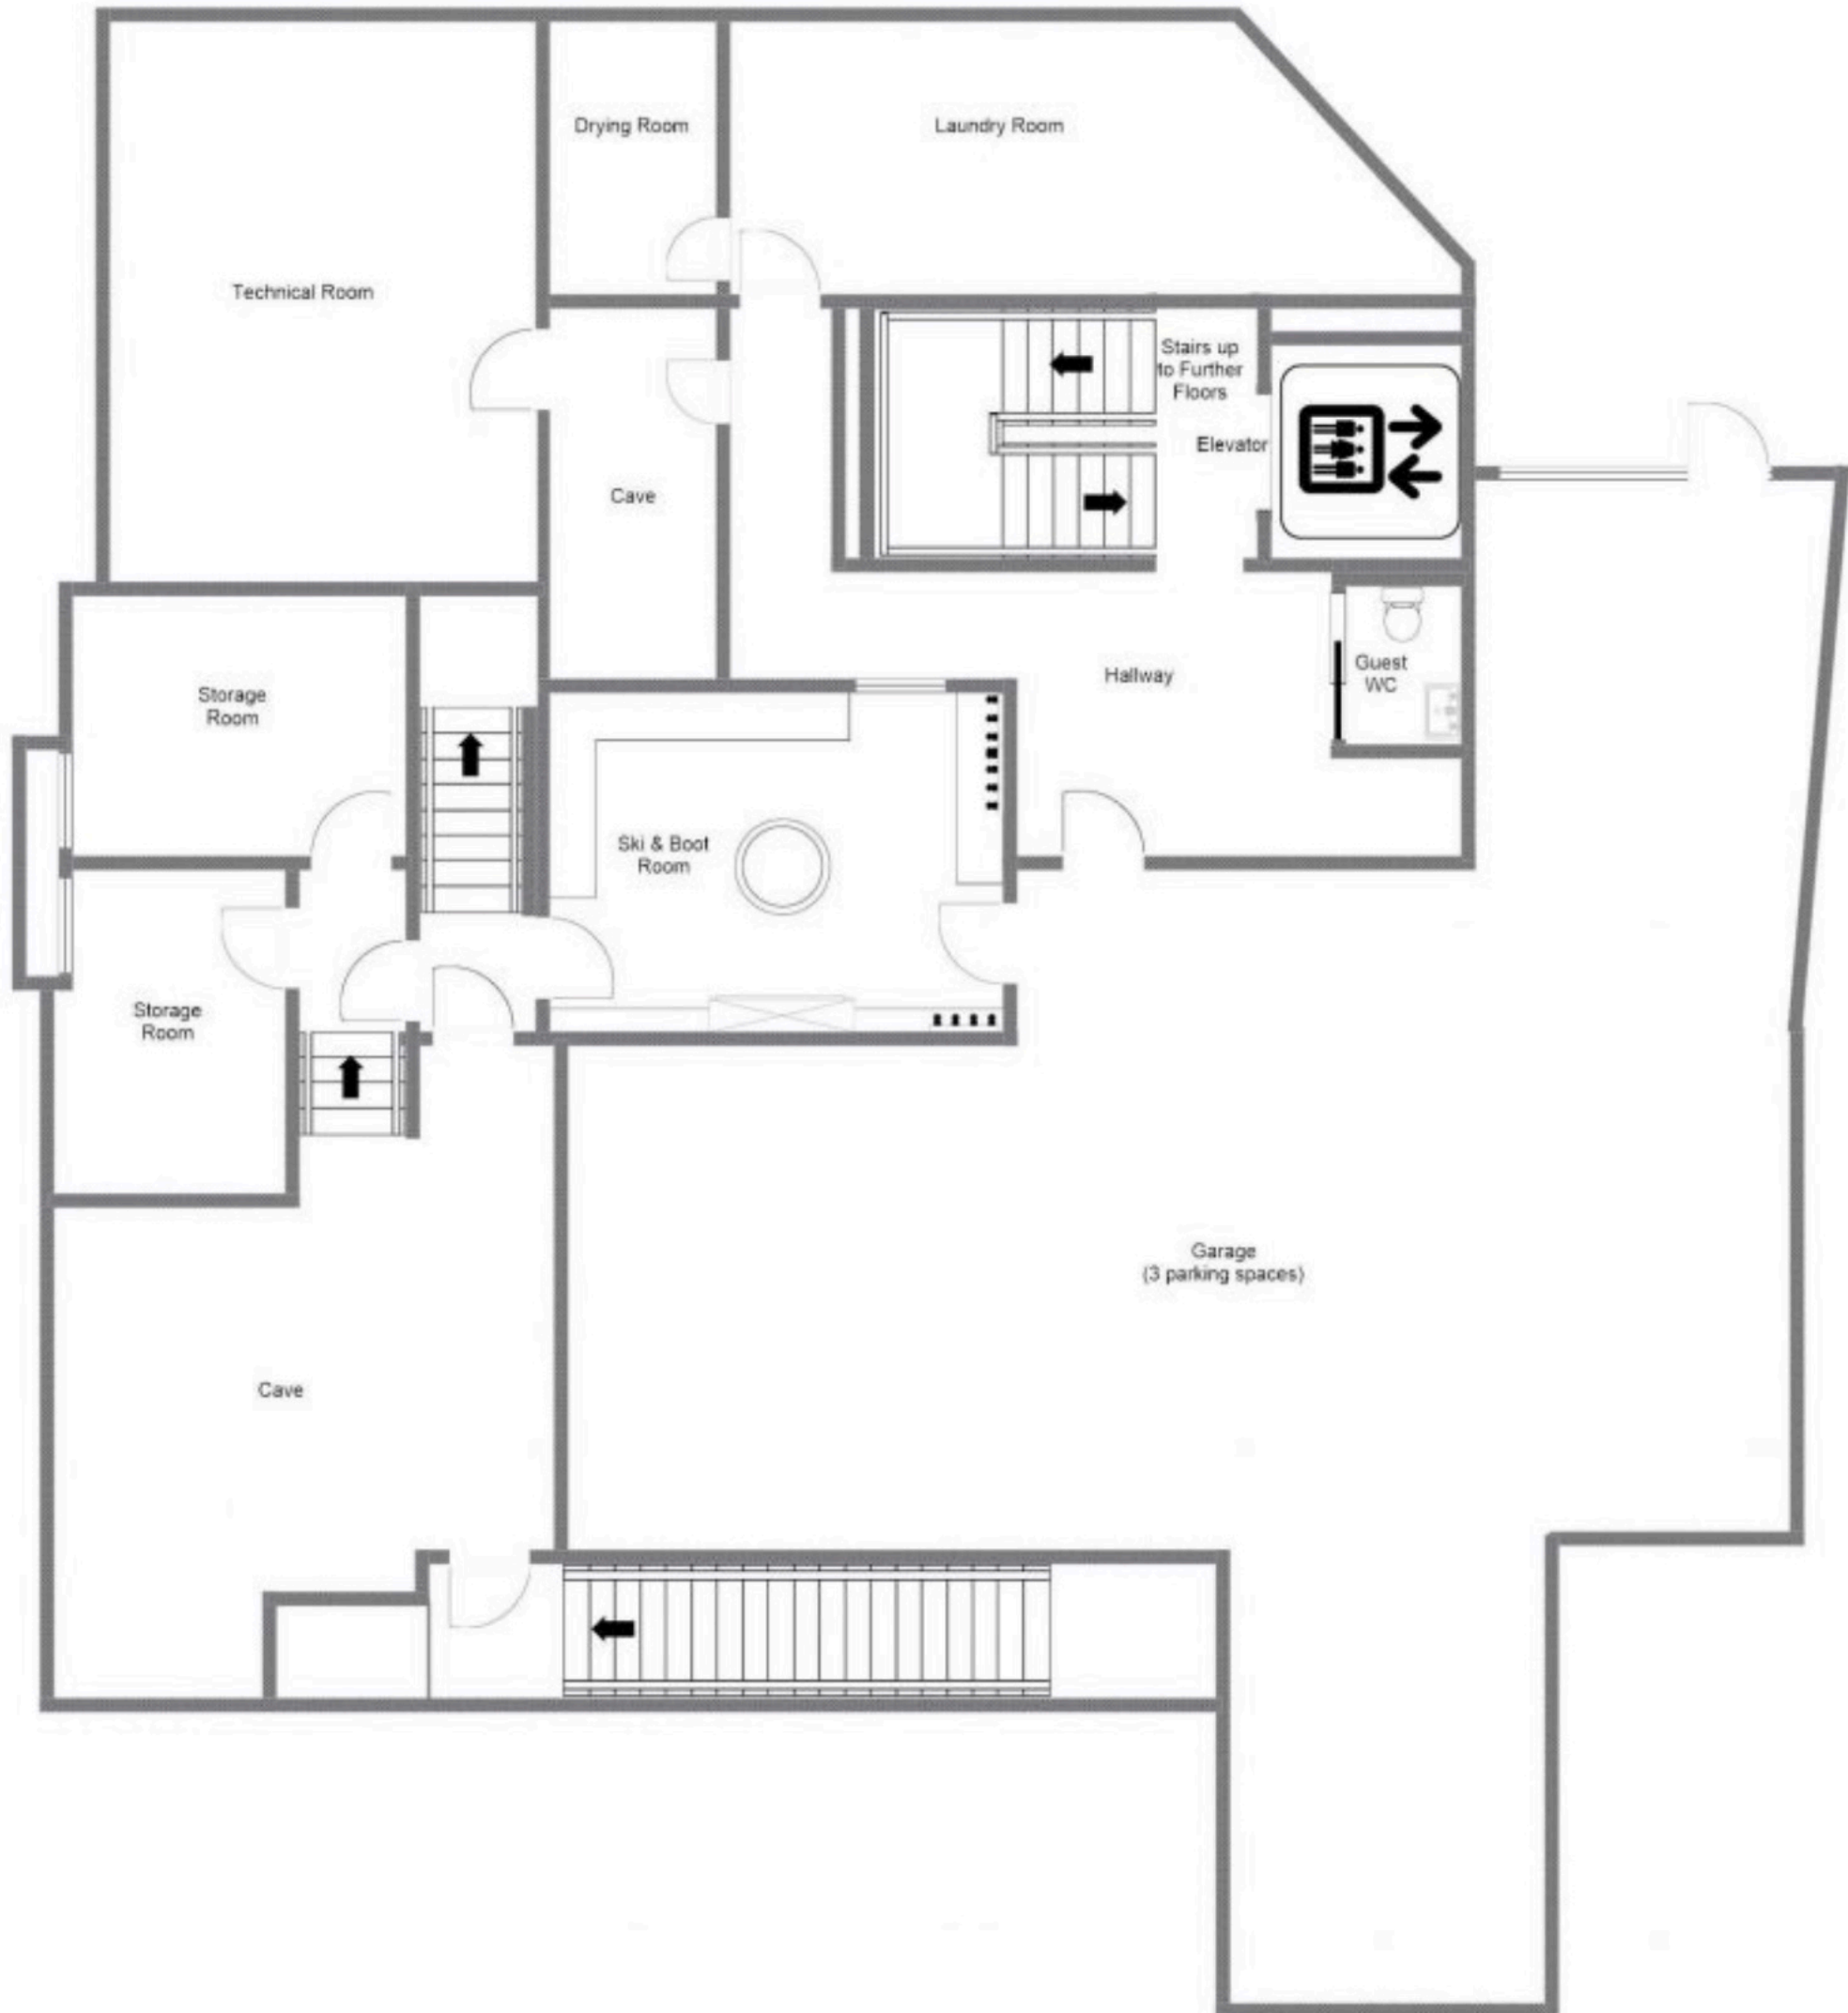 Drying Room
Laundry Room
Technical Room
Stairs up
to Further
Floors
Elevator
Cave
Guest
WC
Hallway
Storage
Room
Ski & Boot
Room
Storage
Room
Garage
(3 parking spaces)
Cave